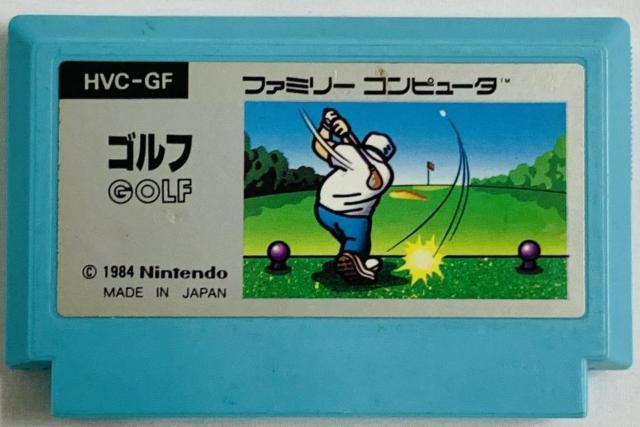 HVC-GF
ファミリー コンピュータ™
ゴルフ
GOLF
© 1984 Nintendo
MADE IN JAPAN